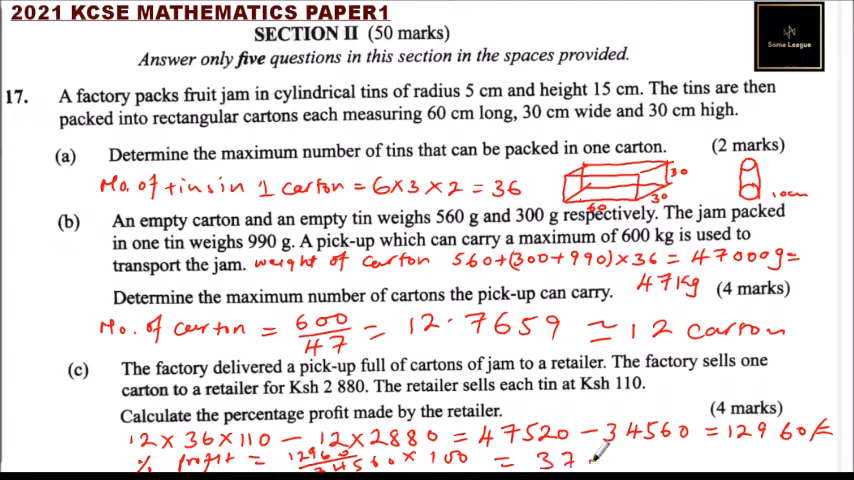 2021 KCSE MATHEMATICS PAPER1
SECTION II (50 marks)
Answer only five questions in this section in the spaces provided.
Soma League
17. A factory packs fruit jam in cylindrical tins of radius 5 cm and height 15 cm. The tins are then
packed into rectangular cartons each measuring 60 cm long, 30 cm wide and 30 cm high.
(a) Determine the maximum number of tins that can be packed in one carton. (2 marks)
No. of tins in 1 carton = 6 × 3 × 2 = 36
30
30
60
10cm
(b) An empty carton and an empty tin weighs 560 g and 300 g respectively. The jam packed
in one tin weighs 990 g. A pick-up which can carry a maximum of 600 kg is used to
transport the jam. weight of carton 560+(300+990)×36 = 47000g =
47Kg
Determine the maximum number of cartons the pick-up can carry. (4 marks)
No. of carton = 600/47 = 12.7659 ≃ 12 carton
(c) The factory delivered a pick-up full of cartons of jam to a retailer. The factory sells one
carton to a retailer for Ksh 2 880. The retailer sells each tin at Ksh 110.
Calculate the percentage profit made by the retailer. (4 marks)
12 × 36 × 110 - 12 × 2880 = 47520 - 34560 = 12960/=
% profit = 12960/34560 × 100 = 37